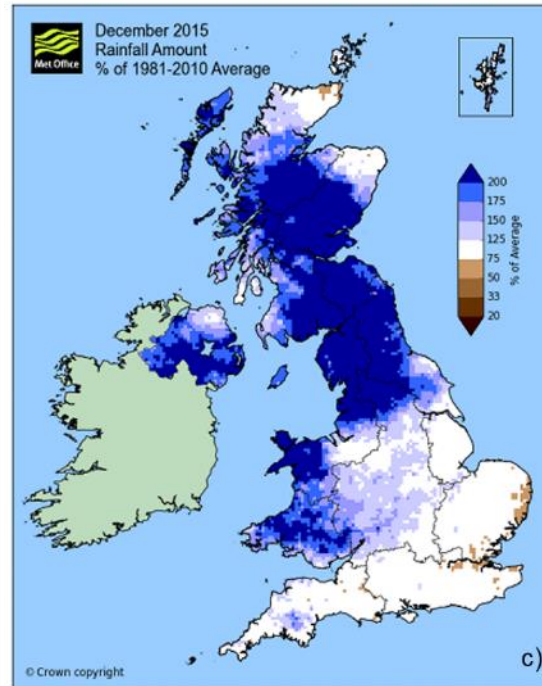 Met Office
December 2015
Rainfall Amount
% of 1981-2010 Average
200
175
150
125
75
50
33
20
% of Average
© Crown copyright
c)